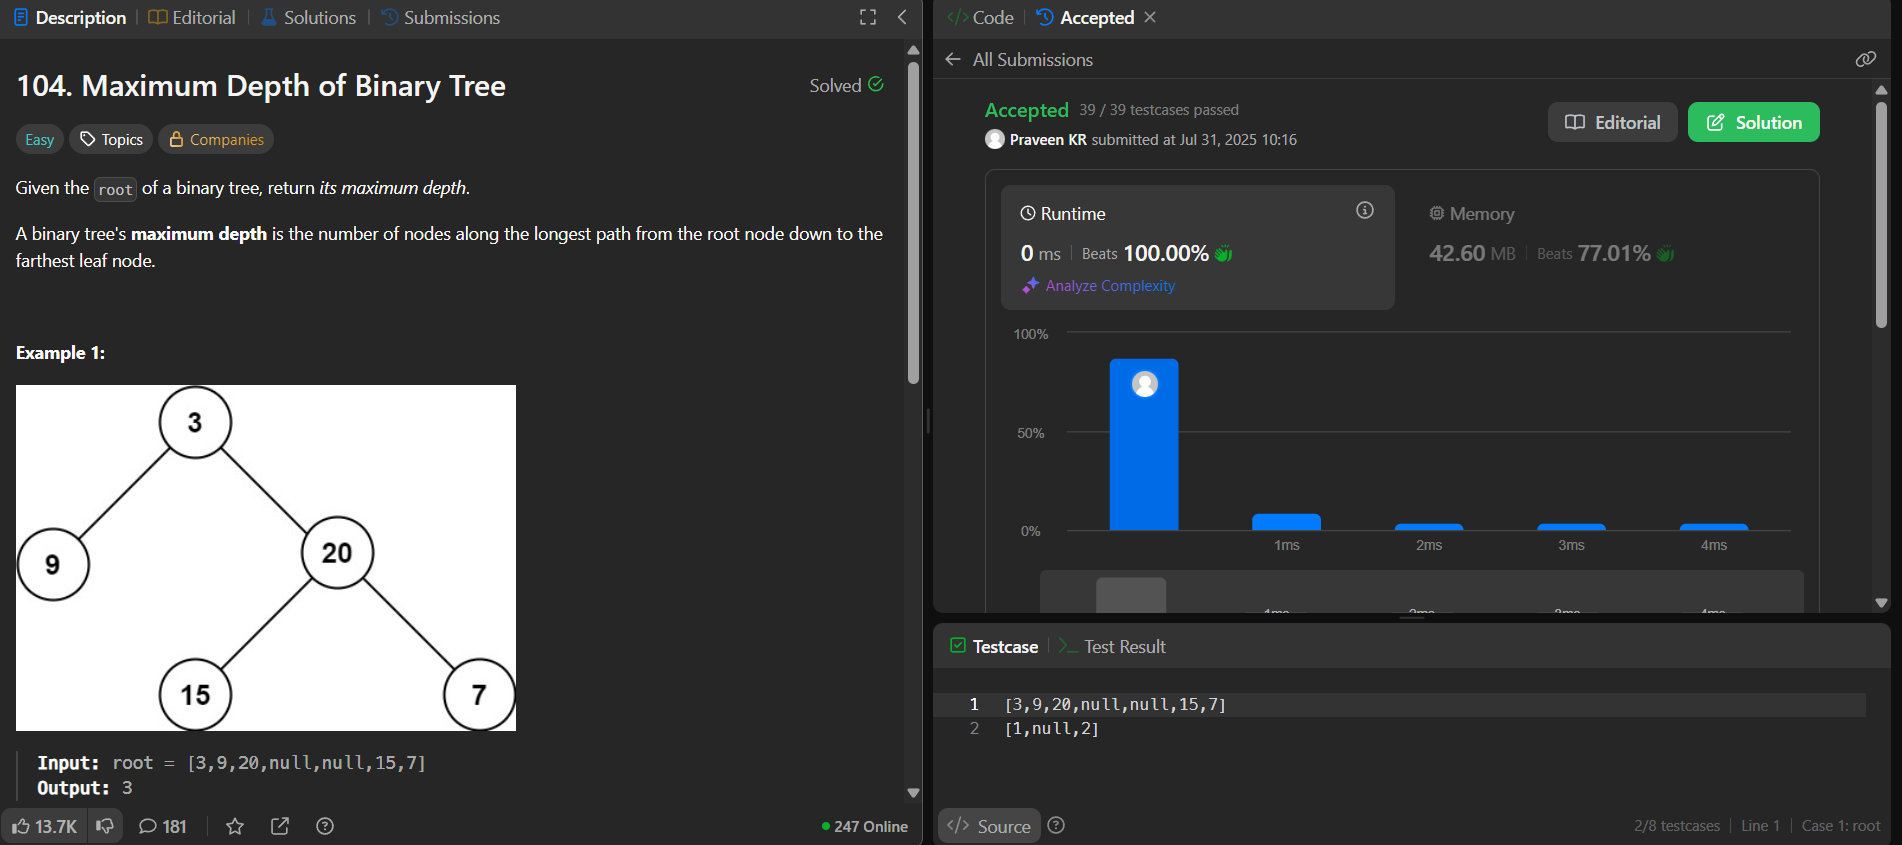 Description | Editorial | Solutions | Submissions
104. Maximum Depth of Binary Tree
Solved
Easy Topics Companies
Given the root of a binary tree, return its maximum depth.
A binary tree's maximum depth is the number of nodes along the longest path from the root node down to the
farthest leaf node.
Example 1:
3
9
20
15
7
Input: root = [3,9,20,null,null,15,7]
Output: 3
13.7K 181
247 Online
</> Code | Accepted
All Submissions
Accepted 39 / 39 testcases passed
Praveen KR submitted at Jul 31, 2025 10:16
Editorial
Solution
Runtime
0 ms | Beats 100.00%
Analyze Complexity
Memory
42.60 MB | Beats 77.01%
100%
50%
0%
1ms 2ms 3ms 4ms
1ms 2ms 3ms 4ms
Testcase | Test Result
1 [3,9,20,null,null,15,7]
2 [1,null,2]
</> Source
2/8 testcases | Line 1 | Case 1: root